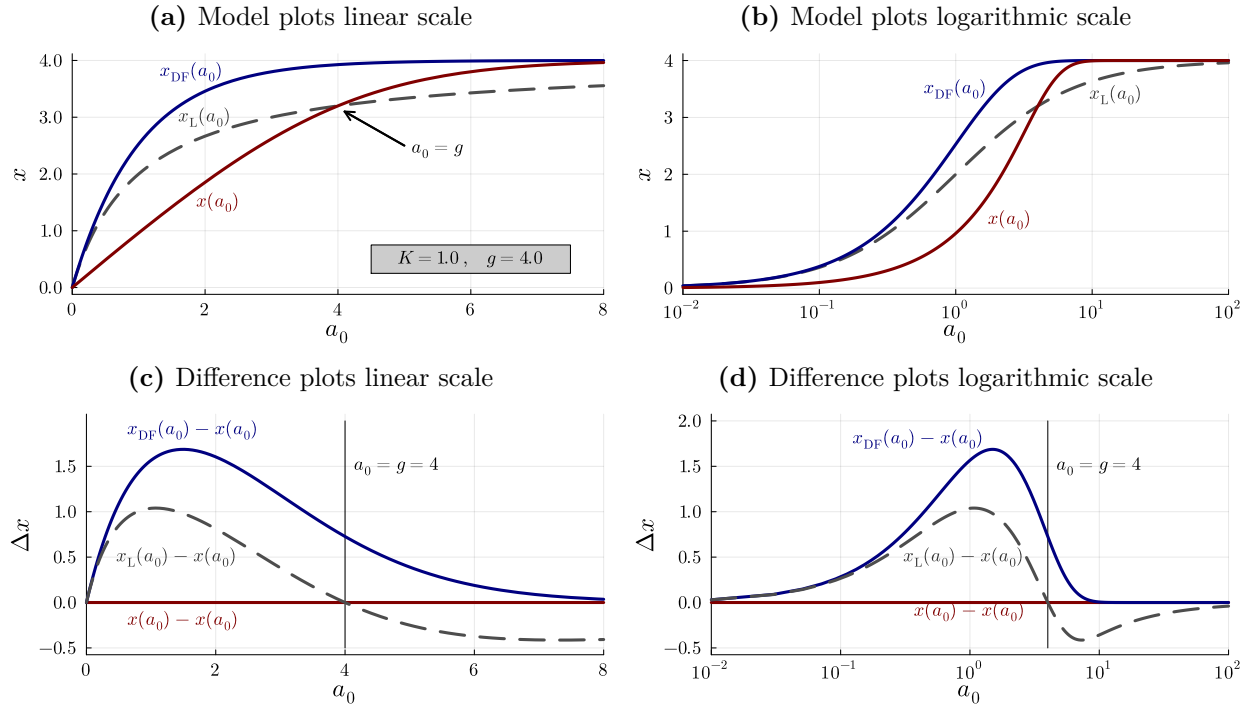 (a) Model plots linear scale
4.0
3.0
2.0
1.0
0.0
x
x_DF(a_0)
x_L(a_0)
x(a_0)
a_0 = g
K = 1.0 ,   g = 4.0
0 2 4 6 8
a_0
(b) Model plots logarithmic scale
4
3
2
1
0
x
x_DF(a_0)
x_L(a_0)
x(a_0)
10^−2 10^−1 10^0 10^1 10^2
a_0
(c) Difference plots linear scale
1.5
1.0
0.5
0.0
−0.5
Δx
x_DF(a_0) − x(a_0)
a_0 = g = 4
x_L(a_0) − x(a_0)
x(a_0) − x(a_0)
0 2 4 6 8
a_0
(d) Difference plots logarithmic scale
2.0
1.5
1.0
0.5
0.0
−0.5
Δx
x_DF(a_0) − x(a_0)
a_0 = g = 4
x_L(a_0) − x(a_0)
x(a_0) − x(a_0)
10^−2 10^−1 10^0 10^1 10^2
a_0